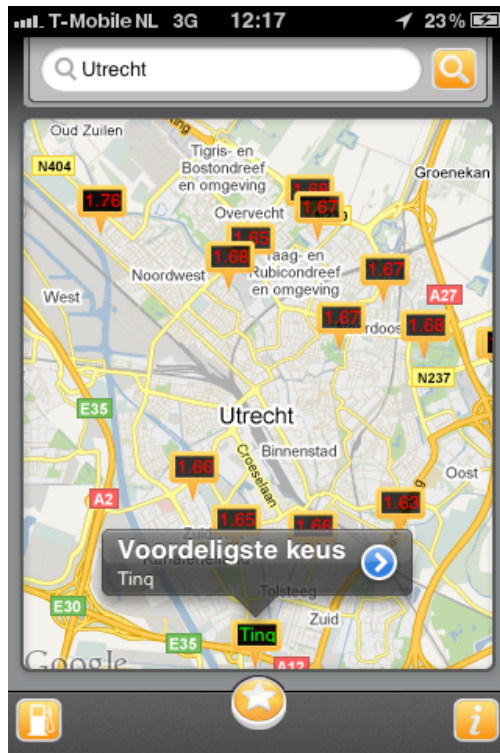 T-Mobile NL 3G 12:17 23%
Utrecht
Oud Zuilen
Tigris- en
Bostondreef
en omgeving
N404
Groenekan
1.76
1.68
1.67
Overvecht
1.65
1.68
Taag- en
Rubicondreef
en omgeving
1.67
Noordwest
West
A27
1.67
1.68
N237
E35
Utrecht
Binnenstad
Croeselaan
1.66
Oost
A2
1.63
1.65
1.66
Zuid
Voordeligste keus
Tinq
Tolsteeg
E30
Zuid
Tinq
E35
A12
Google